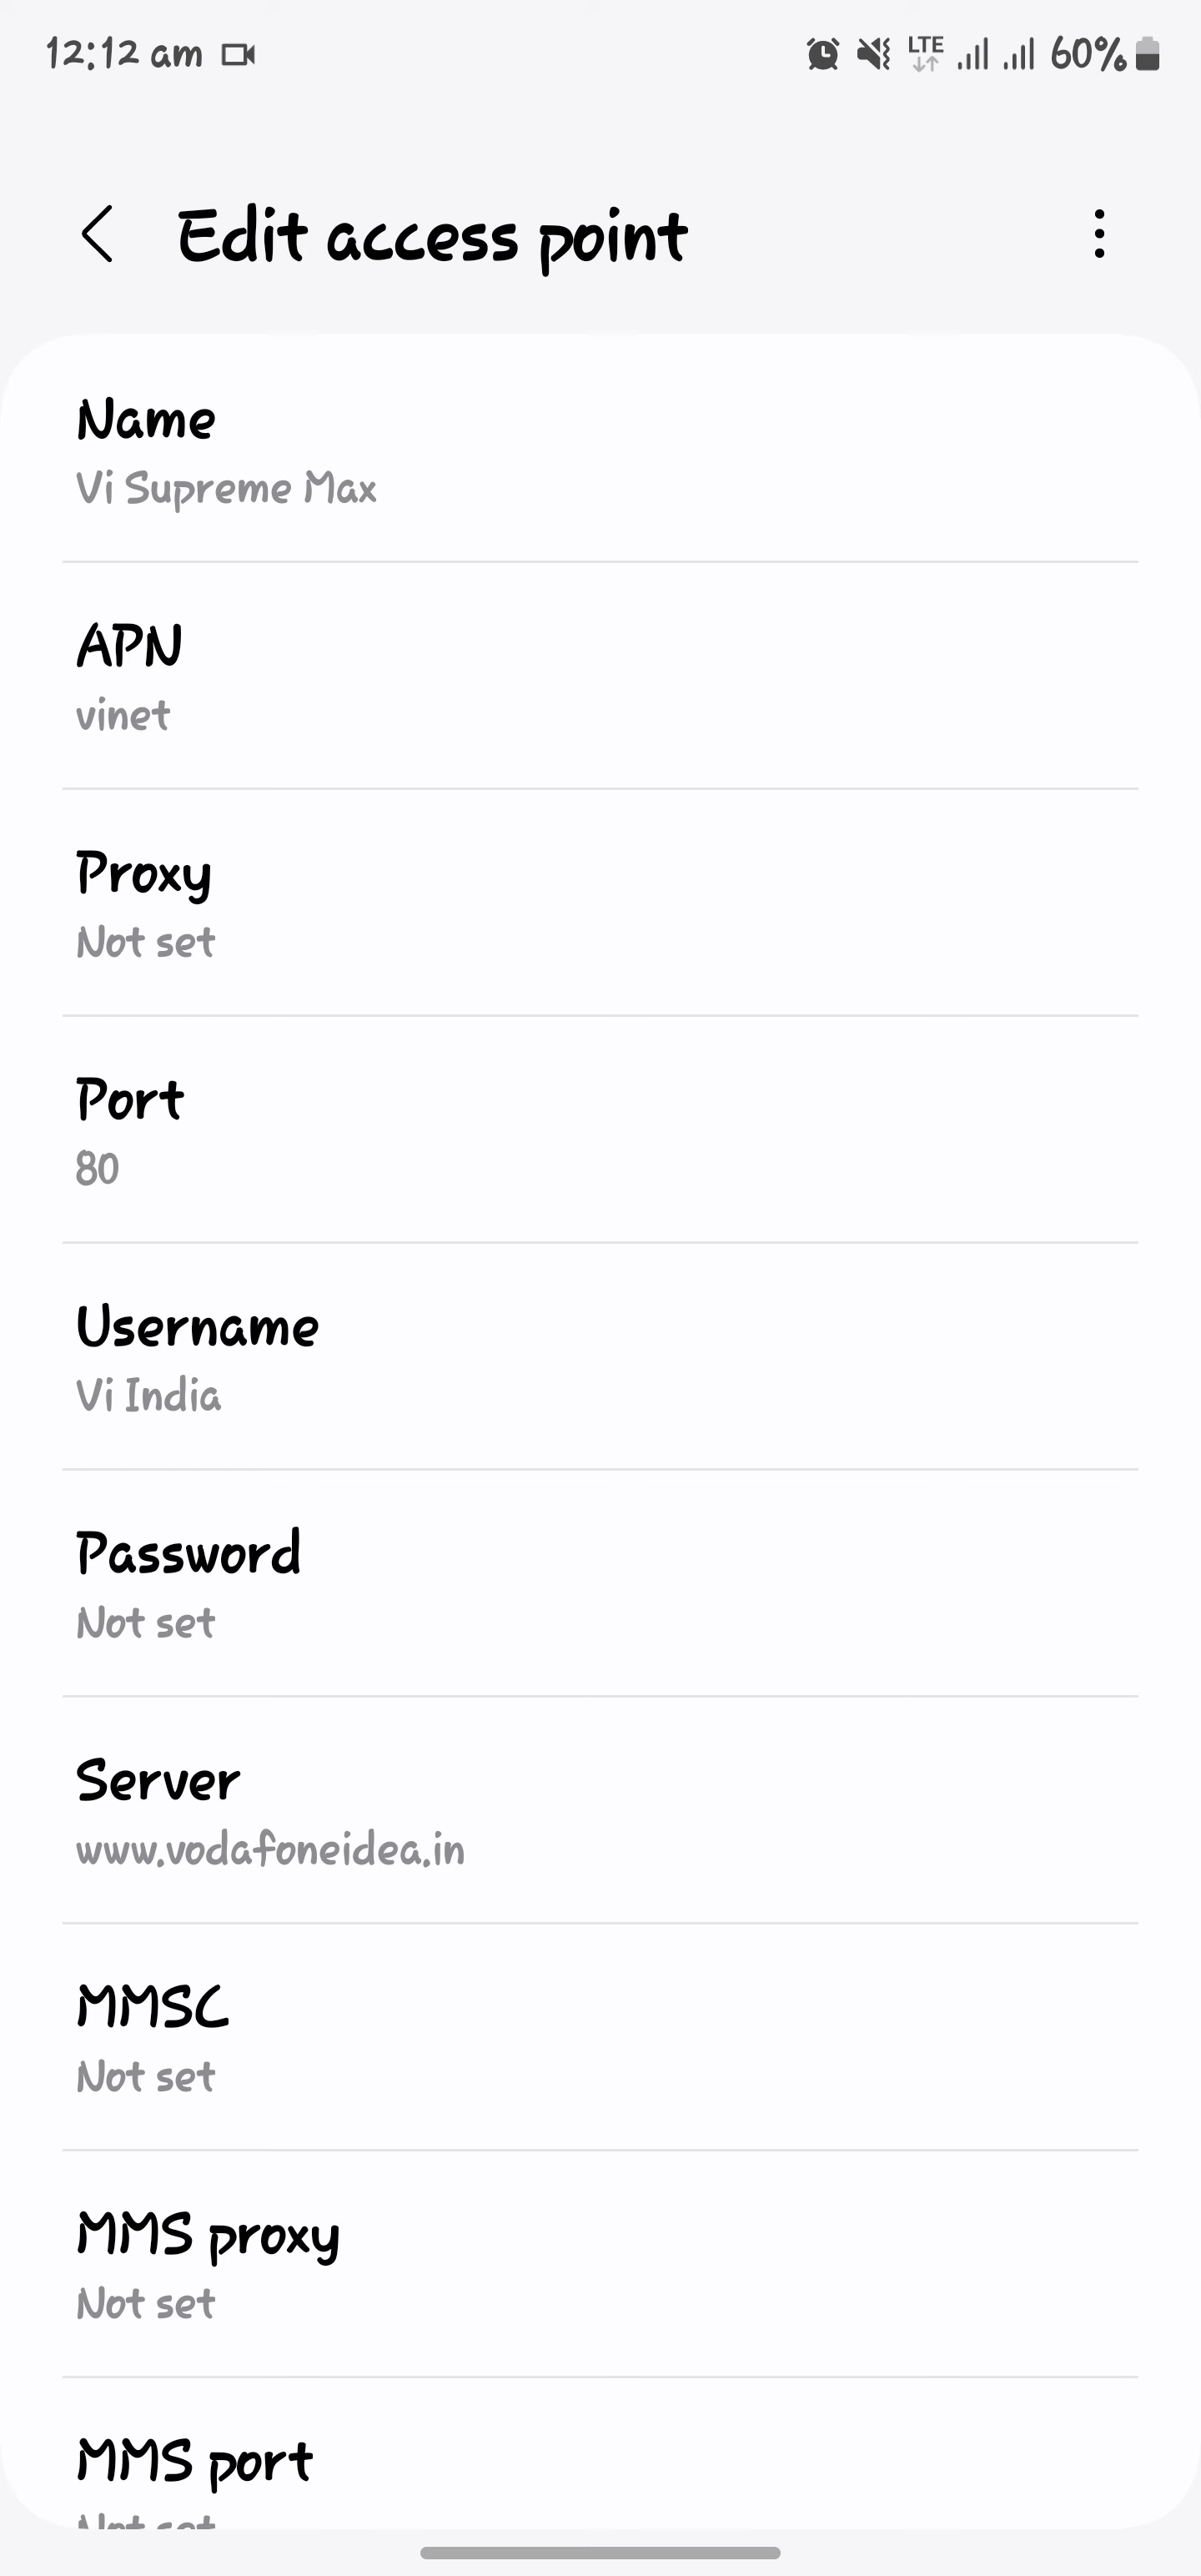 12:12 am LTE 60%
Edit access point
Name
Vi Supreme Max
APN
vinet
Proxy
Not set
Port
80
Username
Vi India
Password
Not set
Server
www.vodafoneidea.in
MMSC
Not set
MMS proxy
Not set
MMS port
Not set